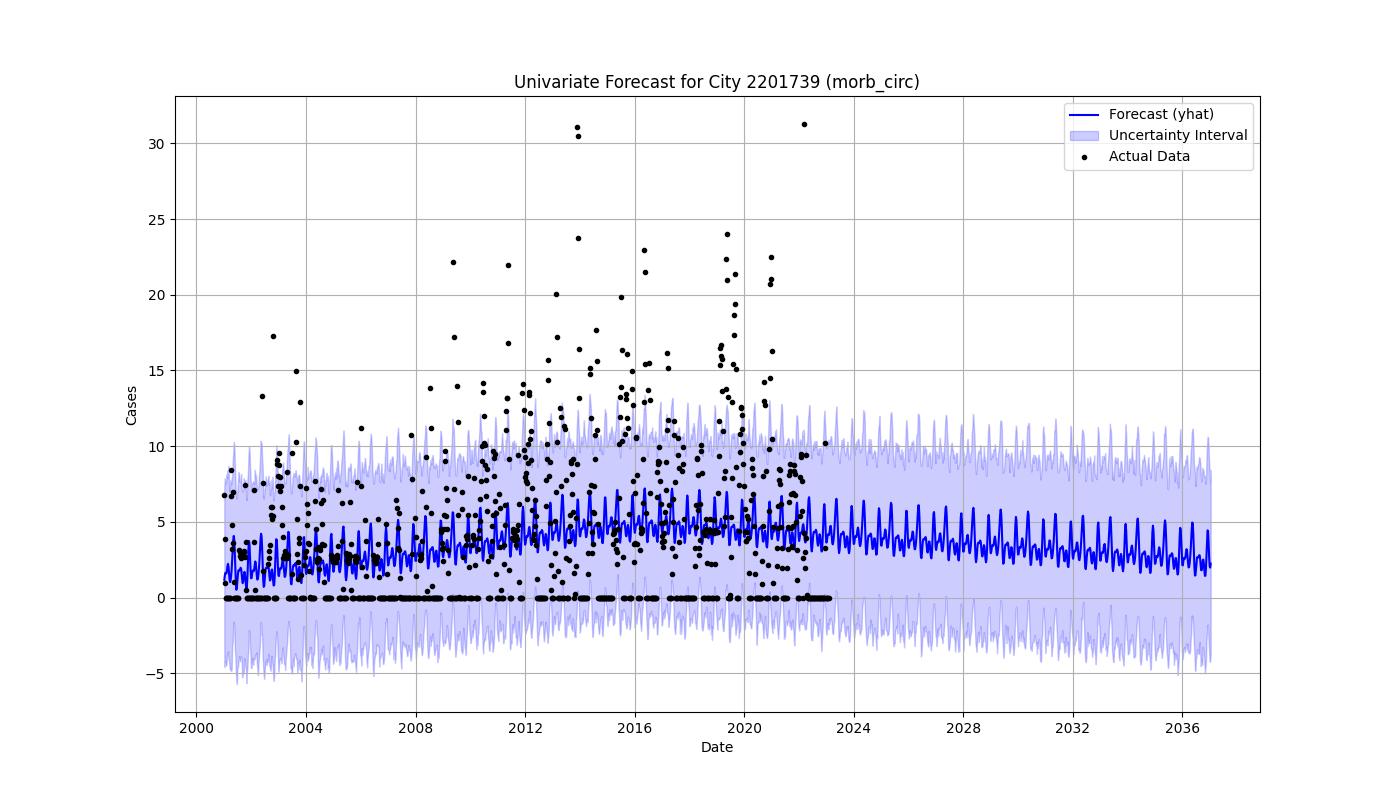 Univariate Forecast for City 2201739 (morb_circ)
Forecast (yhat)
Uncertainty Interval
Actual Data
Cases
30
25
20
15
10
5
0
−5
2000 2004 2008 2012 2016 2020 2024 2028 2032 2036
Date